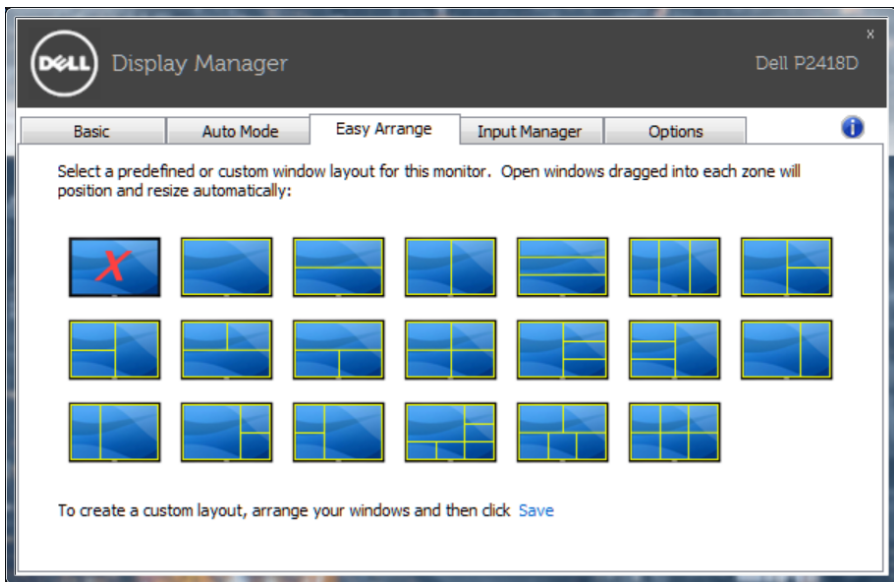 x
DELL Display Manager Dell P2418D
Basic Auto Mode Easy Arrange Input Manager Options i
Select a predefined or custom window layout for this monitor. Open windows dragged into each zone will
position and resize automatically:
X
To create a custom layout, arrange your windows and then click Save